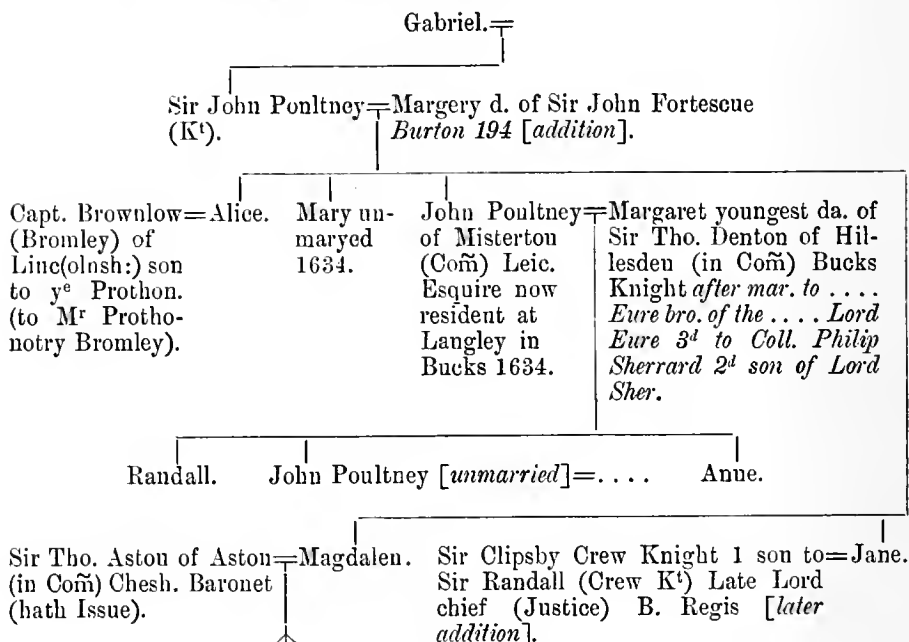 Gabriel.=
Sir John Poultney=Margery d. of Sir John Fortescue
(Kᵗ). Burton 194 [addition].
Capt. Brownlow=Alice.
(Bromley) of
Linc(olnsh:) son
to yᵉ Prothon.
(to Mʳ Protho-
notry Bromley).
Mary un-
maryed
1634.
John Poultney=
of Misterton
(Com̃) Leic.
Esquire now
resident at
Langley in
Bucks 1634.
Margaret youngest da. of
Sir Tho. Denton of Hil-
lesden (in Com̃) Bucks
Knight after mar. to ....
Eure bro. of the .... Lord
Eure 3ᵈ to Coll. Philip
Sherrard 2ᵈ son of Lord
Sher.
Randall. John Poultney [unmarried]=.... Anne.
Sir Tho. Aston of Aston=Magdalen.
(in Com̃) Chesh. Baronet
(hath Issue).
Sir Clipsby Crew Knight 1 son to=Jane.
Sir Randall (Crew Kᵗ) Late Lord
chief (Justice) B. Regis [later
addition].